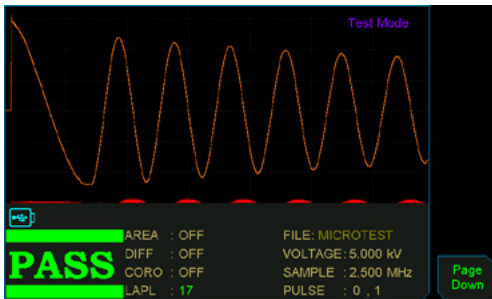 Test Mode
AREA : OFF
DIFF : OFF
CORO : OFF
LAPL : 17
PASS
FILE: MICROTEST
VOLTAGE: 5.000 kV
SAMPLE : 2.500 MHz
PULSE : 0 , 1
Page
Down